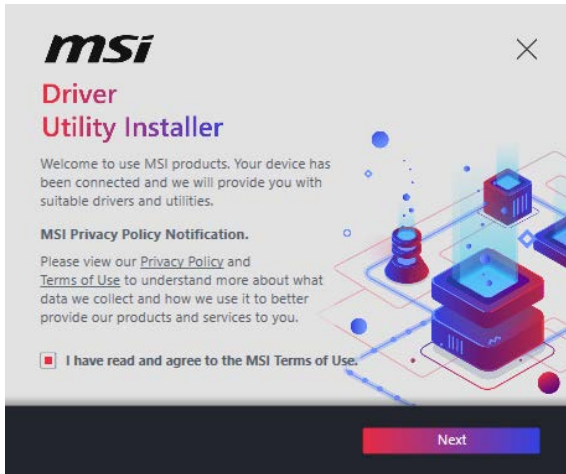 msi
Driver
Utility Installer
Welcome to use MSI products. Your device has
been connected and we will provide you with
suitable drivers and utilities.
MSI Privacy Policy Notification.
Please view our Privacy Policy and
Terms of Use to understand more about what
data we collect and how we use it to better
provide our products and services to you.
I have read and agree to the MSI Terms of Use.
Next